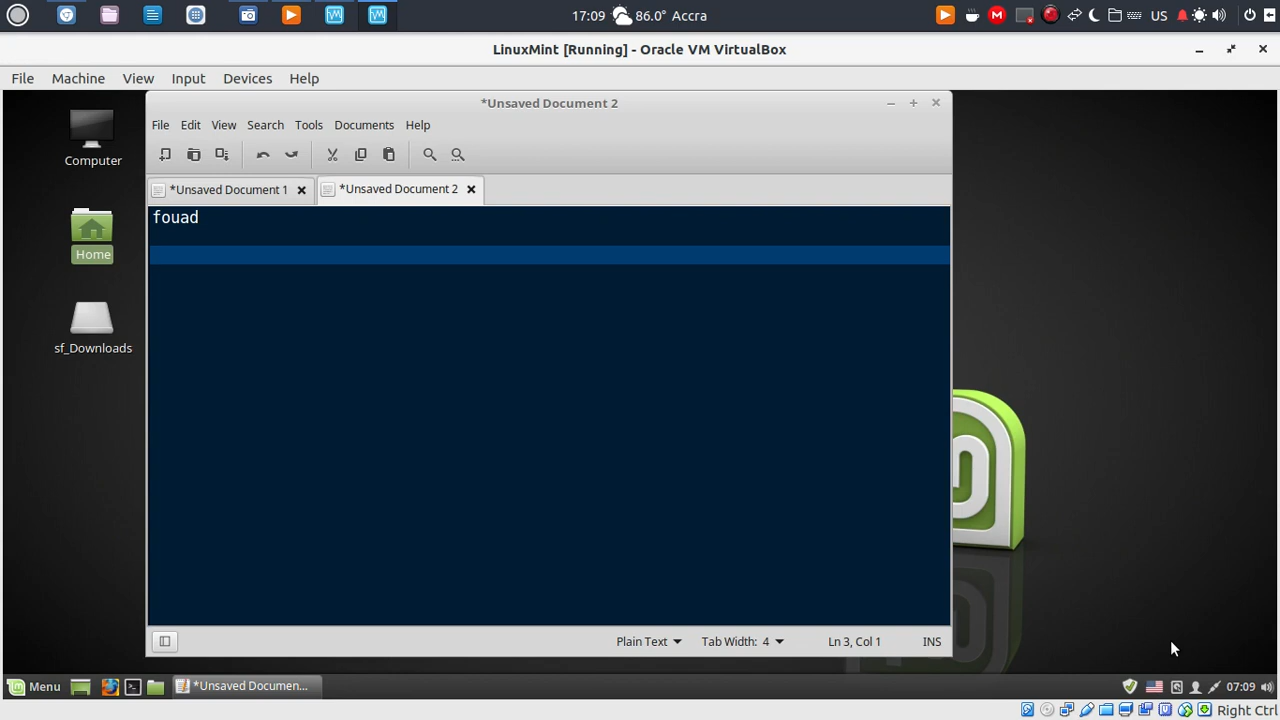 17:09 86.0° Accra US
LinuxMint [Running] - Oracle VM VirtualBox
File Machine View Input Devices Help
*Unsaved Document 2
File Edit View Search Tools Documents Help
*Unsaved Document 1 *Unsaved Document 2
fouad
Computer
Home
sf_Downloads
Plain Text Tab Width: 4 Ln 3, Col 1 INS
Menu *Unsaved Documen... 07:09
Right Ctrl